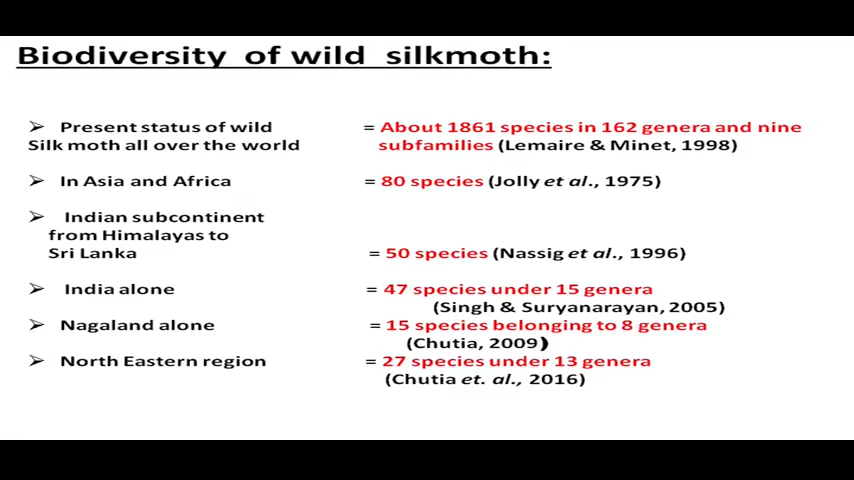 Biodiversity of wild silkmoth:
➢ Present status of wild = About 1861 species in 162 genera and nine
Silk moth all over the world subfamilies (Lemaire & Minet, 1998)
➢ In Asia and Africa = 80 species (Jolly et al., 1975)
➢ Indian subcontinent
from Himalayas to
Sri Lanka = 50 species (Nassig et al., 1996)
➢ India alone = 47 species under 15 genera
(Singh & Suryanarayan, 2005)
➢ Nagaland alone = 15 species belonging to 8 genera
(Chutia, 2009)
➢ North Eastern region = 27 species under 13 genera
(Chutia et. al., 2016)